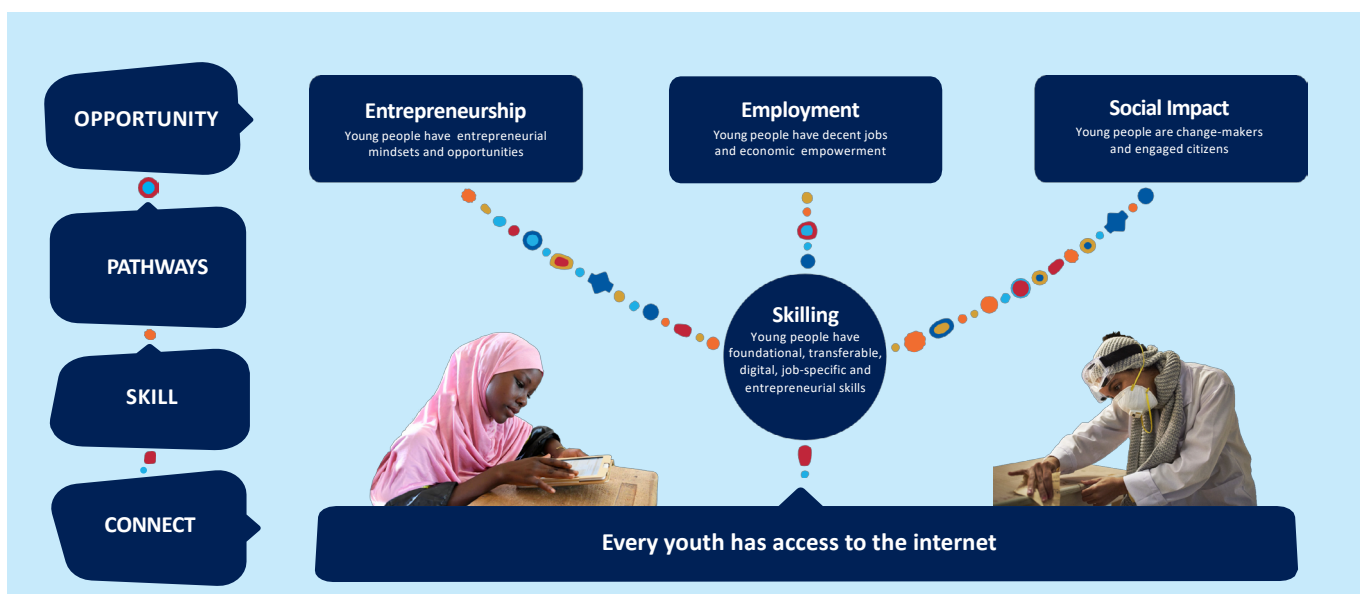 OPPORTUNITY
PATHWAYS
SKILL
CONNECT
Entrepreneurship
Young people have entrepreneurial
mindsets and opportunities
Employment
Young people have decent jobs
and economic empowerment
Social Impact
Young people are change-makers
and engaged citizens
Skilling
Young people have
foundational, transferable,
digital, job-specific and
entrepreneurial skills
Every youth has access to the internet